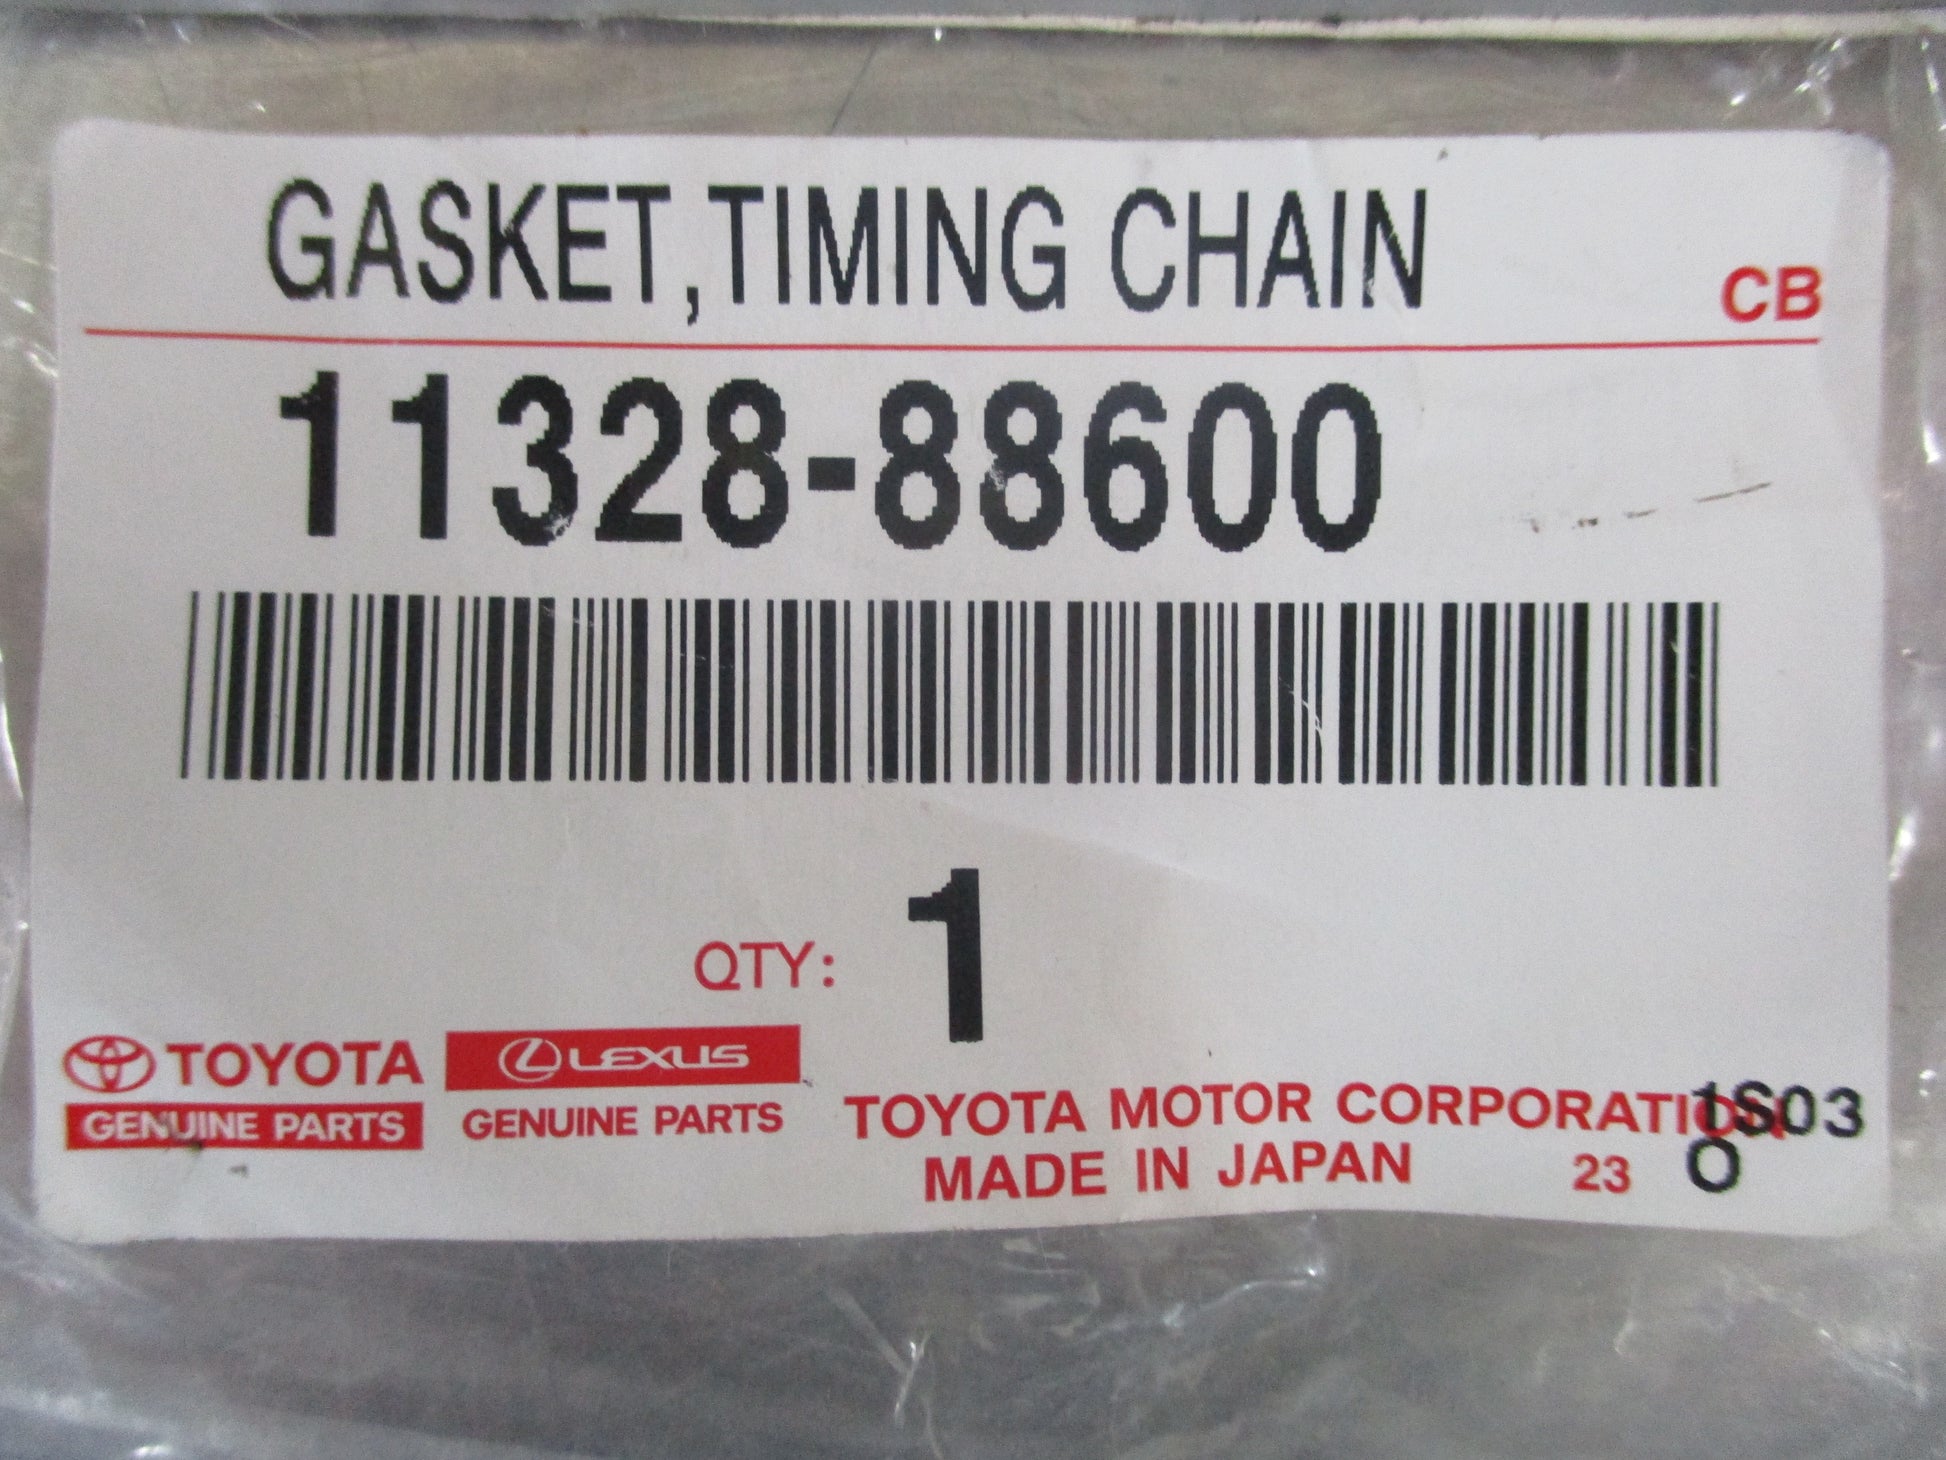 GASKET,TIMING CHAIN
CB
11328-88600
QTY: 1
TOYOTA
GENUINE PARTS
LEXUS
GENUINE PARTS
TOYOTA MOTOR CORPORATION
1S03
MADE IN JAPAN
23
O